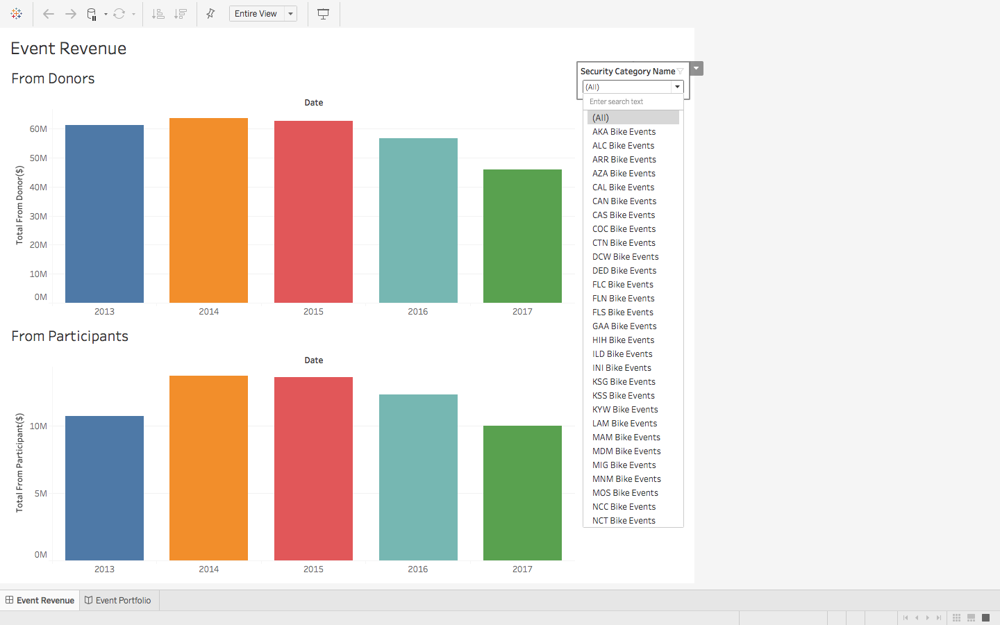 Entire View
Event Revenue
From Donors
Date
Total From Donor($)
60M
50M
40M
30M
20M
10M
0M
2013 2014 2015 2016 2017
From Participants
Date
Total From Participant($)
10M
5M
0M
2013 2014 2015 2016 2017
Security Category Name
(All)
Enter search text
(All)
AKA Bike Events
ALC Bike Events
ARR Bike Events
AZA Bike Events
CAL Bike Events
CAN Bike Events
CAS Bike Events
COC Bike Events
CTN Bike Events
DCW Bike Events
DED Bike Events
FLC Bike Events
FLN Bike Events
FLS Bike Events
GAA Bike Events
HIH Bike Events
ILD Bike Events
INI Bike Events
KSG Bike Events
KSS Bike Events
KYW Bike Events
LAM Bike Events
MAM Bike Events
MDM Bike Events
MIG Bike Events
MNM Bike Events
MOS Bike Events
NCC Bike Events
NCT Bike Events
Event Revenue Event Portfolio